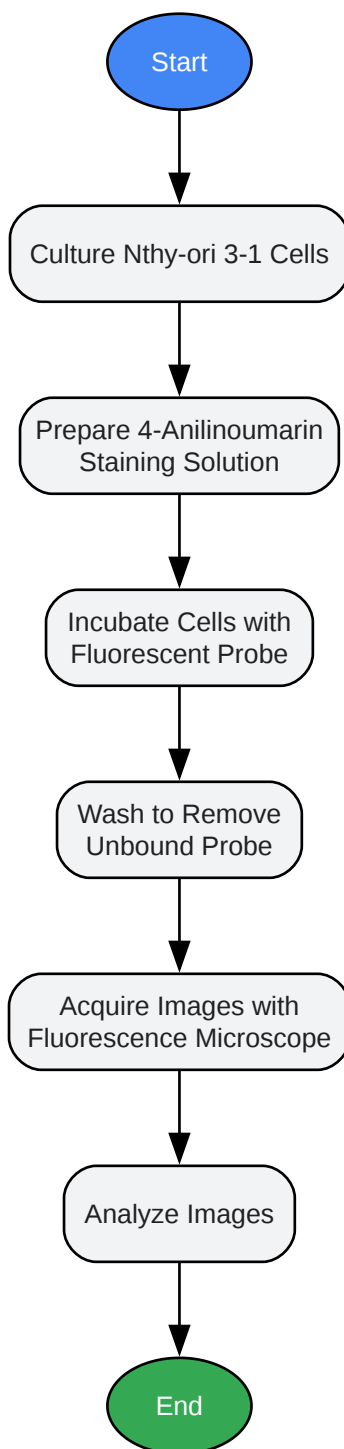 Start
Culture Nthy-ori 3-1 Cells
Prepare 4-Anilinoumarin
Staining Solution
Incubate Cells with
Fluorescent Probe
Wash to Remove
Unbound Probe
Acquire Images with
Fluorescence Microscope
Analyze Images
End